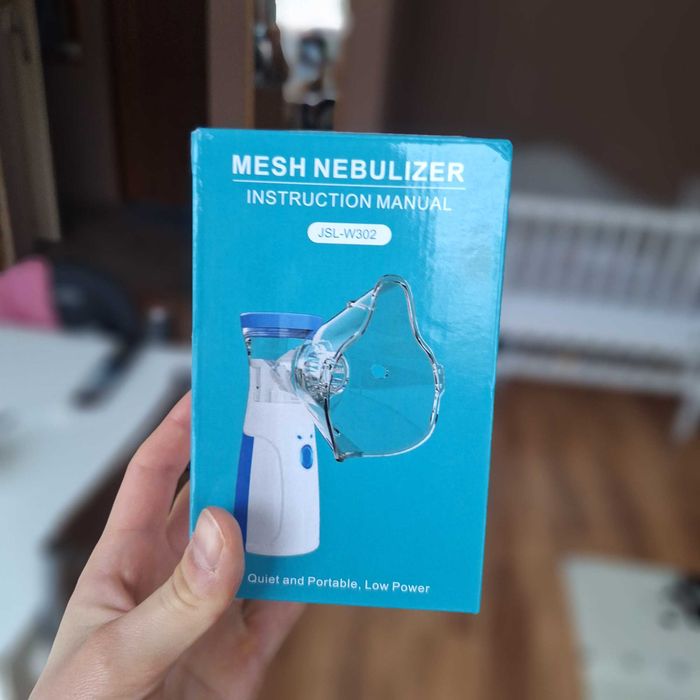 MESH NEBULIZER
INSTRUCTION MANUAL
JSL-W302
Quiet and Portable, Low Power